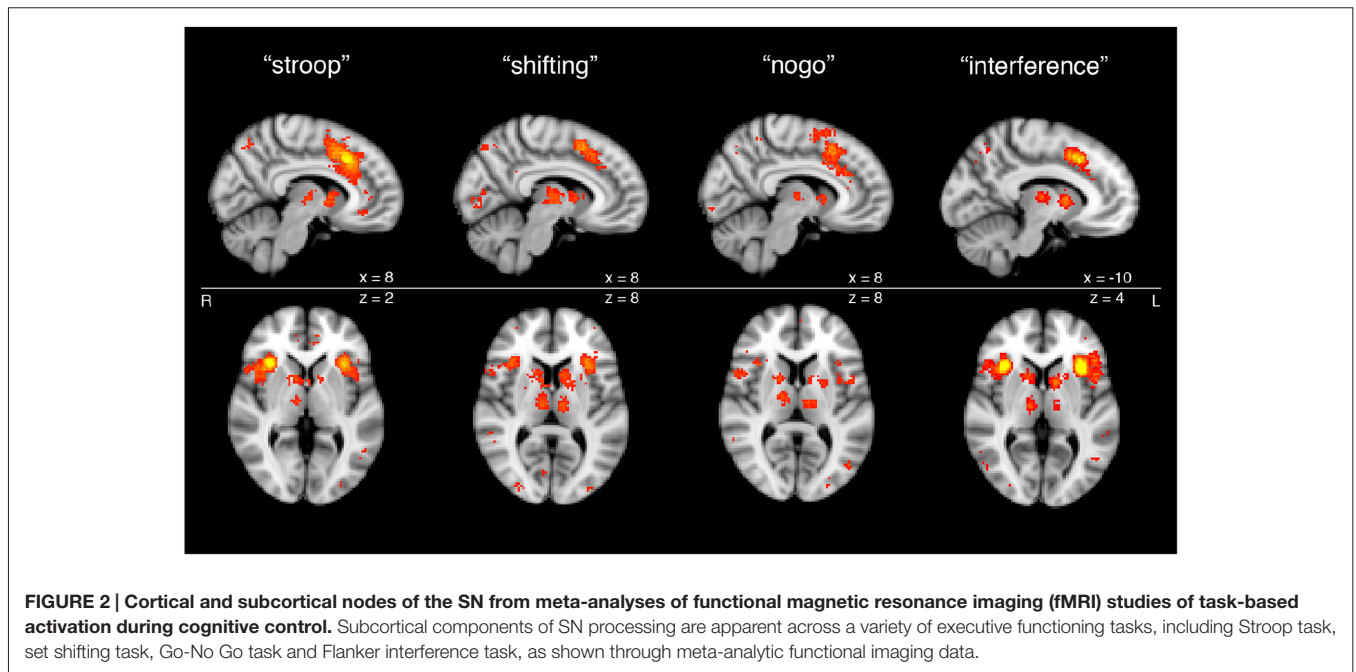 “stroop” “shifting” “nogo” “interference”
x = 8 x = 8 x = 8 x = -10
R z = 2 z = 8 z = 8 z = 4 L
FIGURE 2 | Cortical and subcortical nodes of the SN from meta-analyses of functional magnetic resonance imaging (fMRI) studies of task-based
activation during cognitive control. Subcortical components of SN processing are apparent across a variety of executive functioning tasks, including Stroop task,
set shifting task, Go-No Go task and Flanker interference task, as shown through meta-analytic functional imaging data.